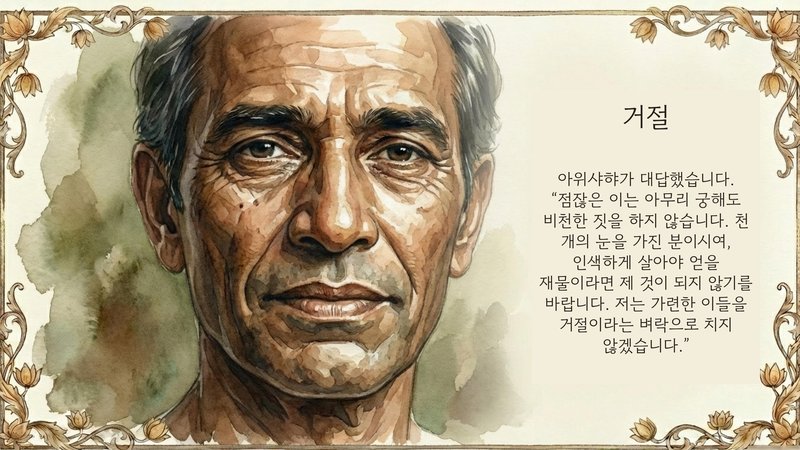 거절
아위샤햐가 대답했습니다.
“점잖은 이는 아무리 궁해도
비천한 짓을 하지 않습니다. 천
개의 눈을 가진 분이시여,
인색하게 살아야 얻을
재물이라면 제 것이 되지 않기를
바랍니다. 저는 가련한 이들을
거절이라는 벼락으로 치지
않겠습니다.”